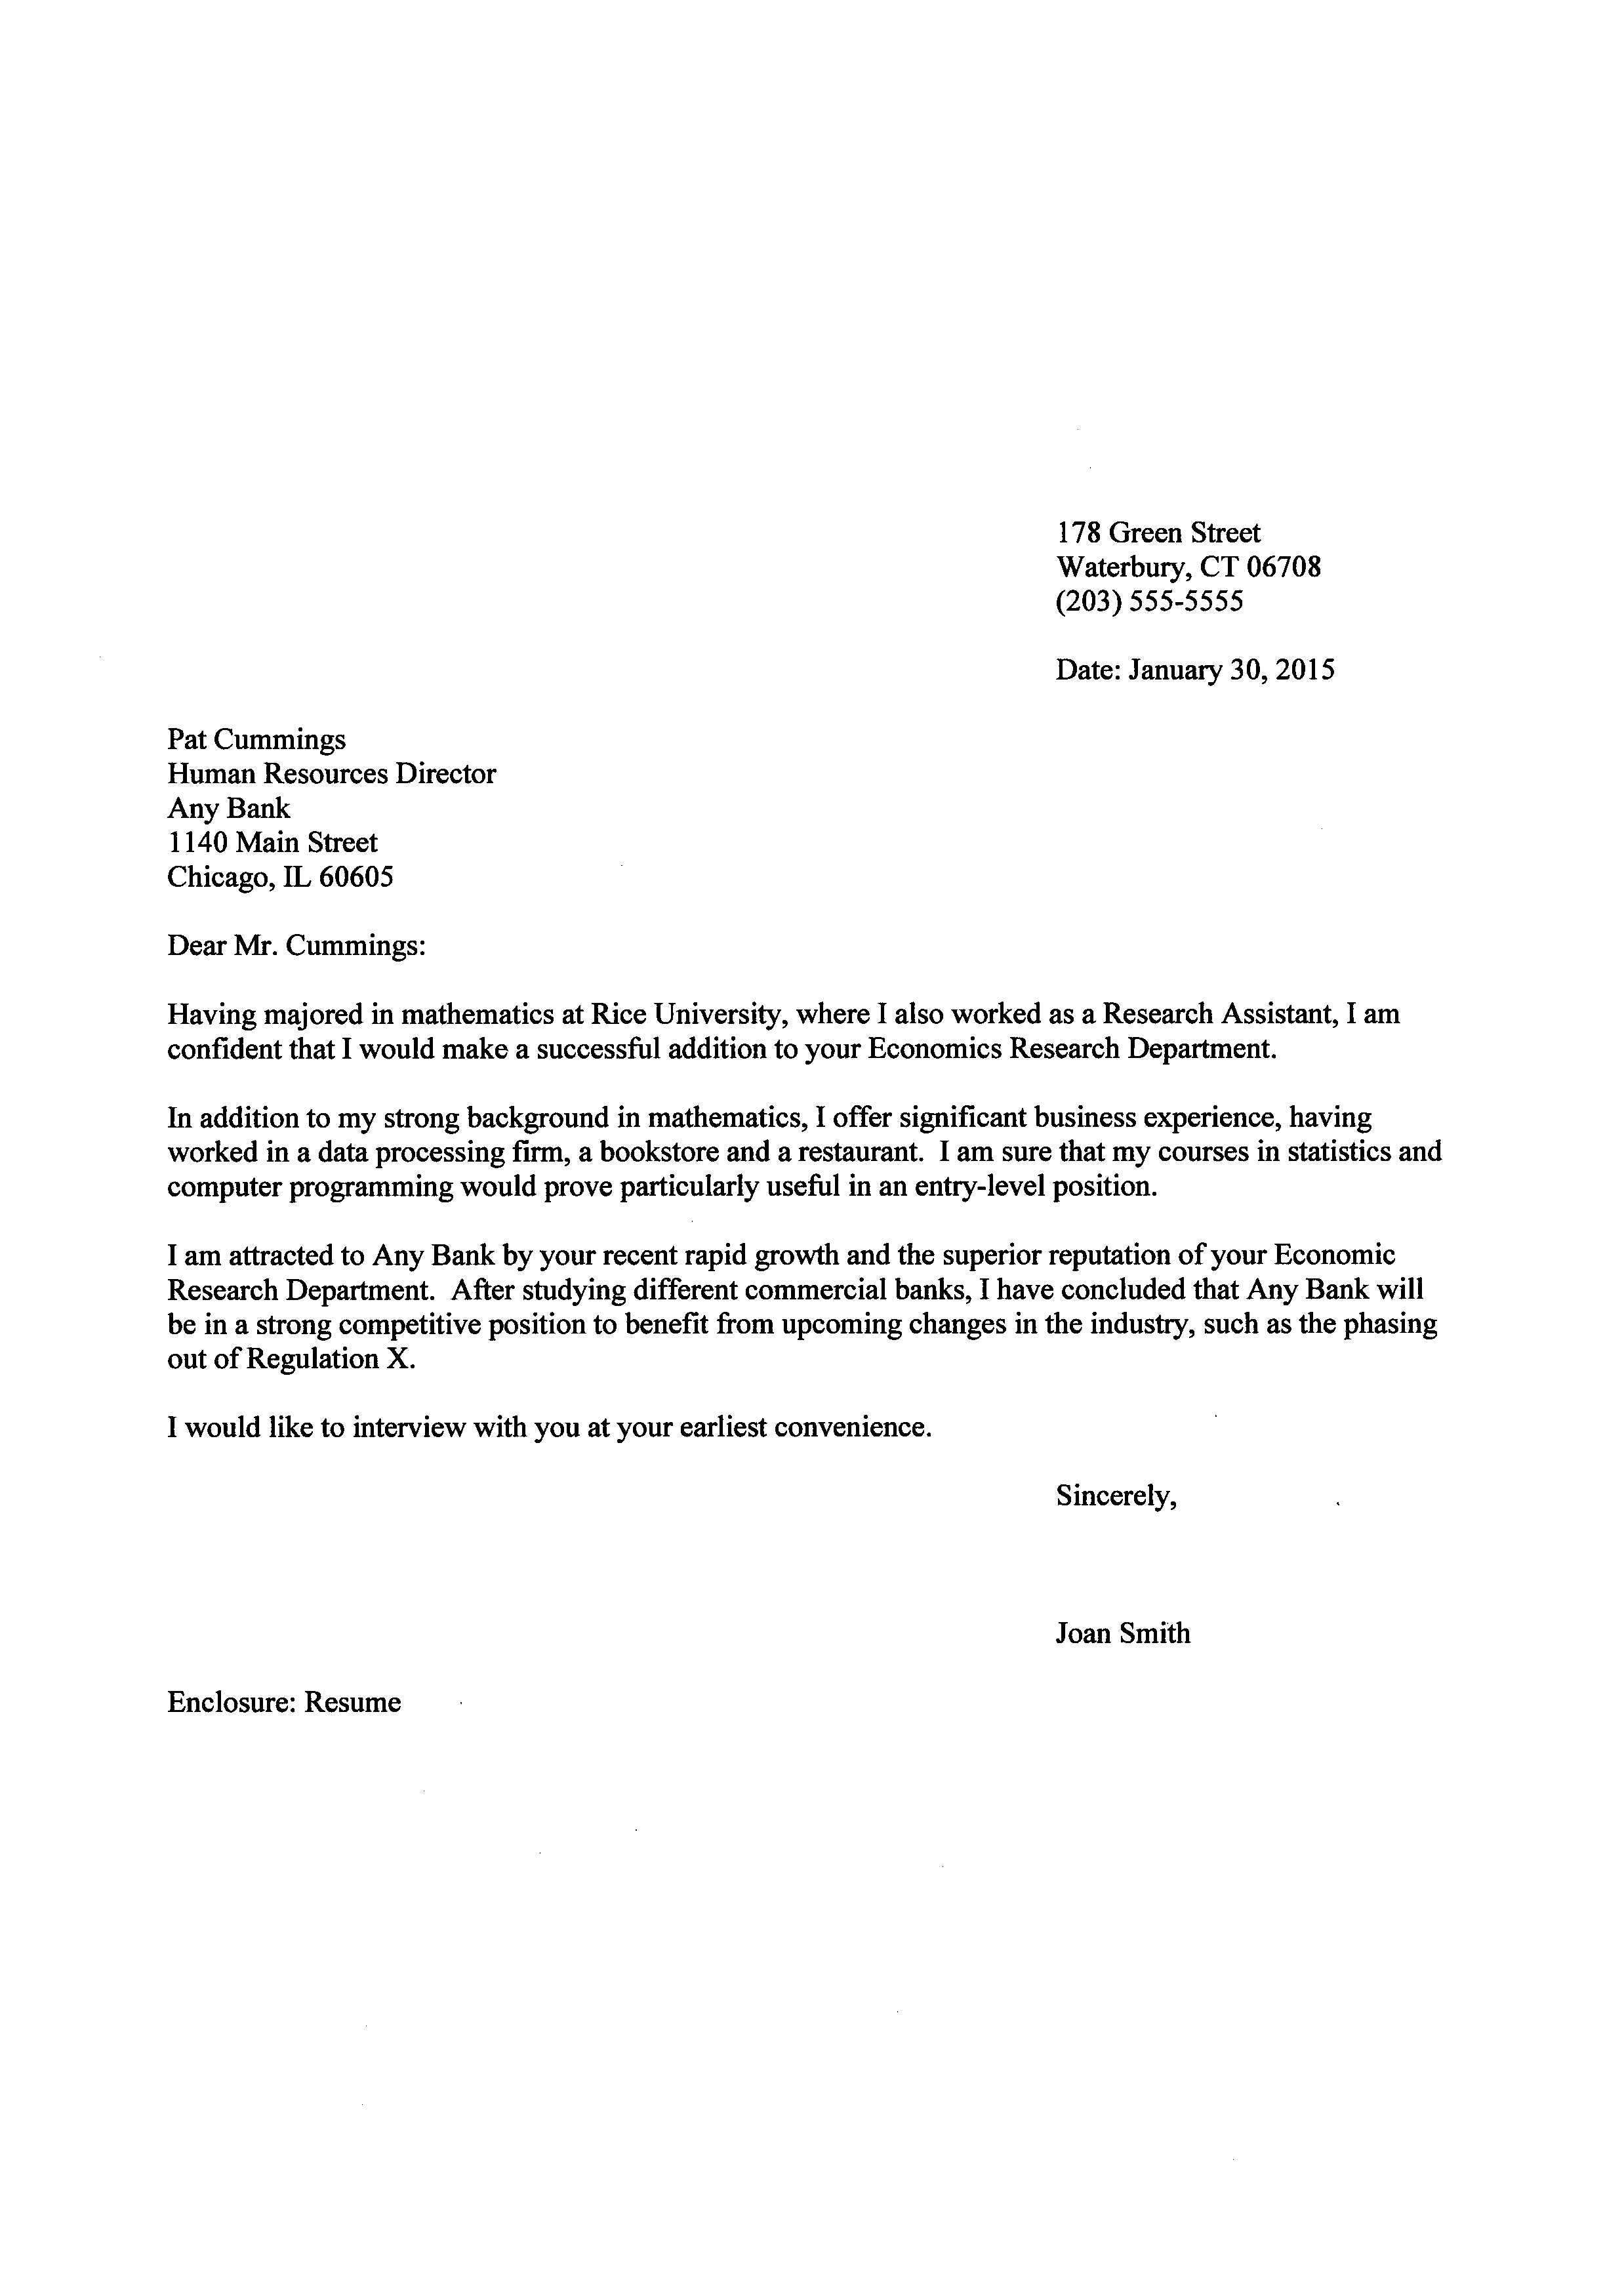 178 Green Street
Waterbury, CT 06708
(203) 555-5555
Date: January 30, 2015
Pat Cummings
Human Resources Director
Any Bank
1140 Main Street
Chicago, IL 60605
Dear Mr. Cummings:
Having majored in mathematics at Rice University, where I also worked as a Research Assistant, I am
confident that I would make a successful addition to your Economics Research Department.
In addition to my strong background in mathematics, I offer significant business experience, having
worked in a data processing firm, a bookstore and a restaurant. I am sure that my courses in statistics and
computer programming would prove particularly useful in an entry-level position.
I am attracted to Any Bank by your recent rapid growth and the superior reputation of your Economic
Research Department. After studying different commercial banks, I have concluded that Any Bank will
be in a strong competitive position to benefit from upcoming changes in the industry, such as the phasing
out of Regulation X.
I would like to interview with you at your earliest convenience.
Sincerely,
Joan Smith
Enclosure: Resume